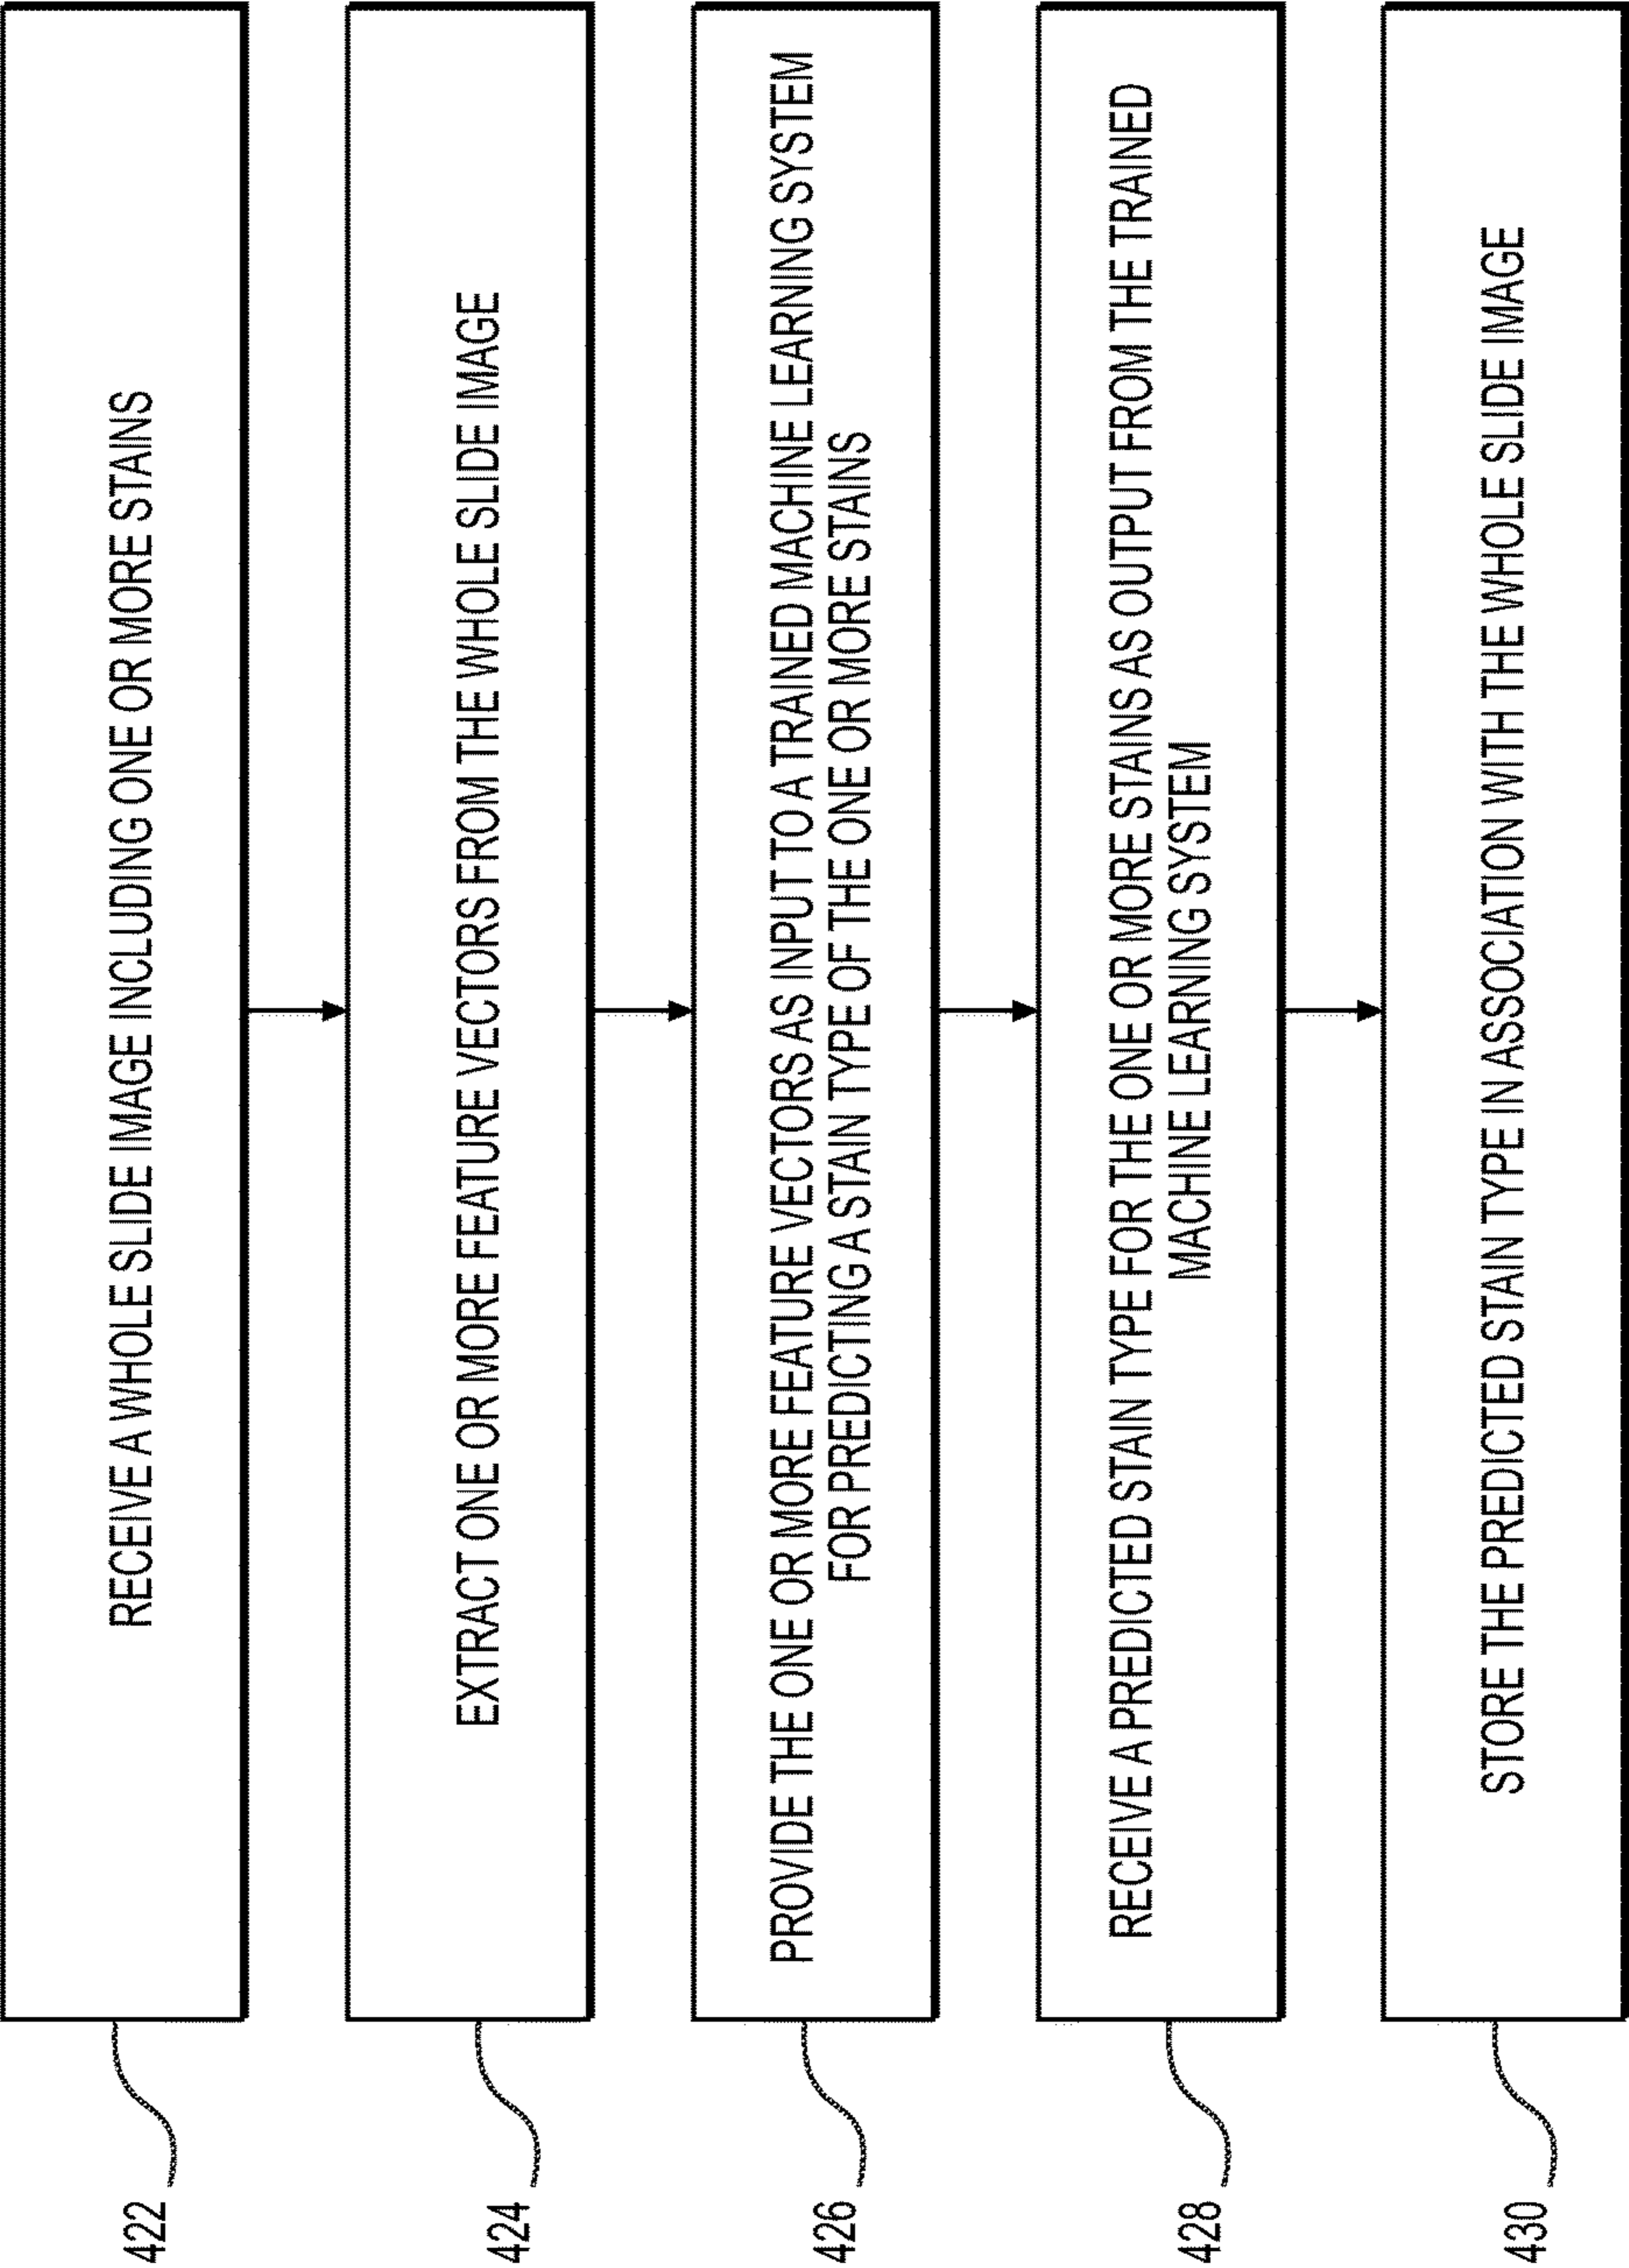 422
RECEIVE A WHOLE SLIDE IMAGE INCLUDING ONE OR MORE STAINS
424
EXTRACT ONE OR MORE FEATURE VECTORS FROM THE WHOLE SLIDE IMAGE
426
PROVIDE THE ONE OR MORE FEATURE VECTORS AS INPUT TO A TRAINED MACHINE LEARNING SYSTEM
FOR PREDICTING A STAIN TYPE OF THE ONE OR MORE STAINS
428
RECEIVE A PREDICTED STAIN TYPE FOR THE ONE OR MORE STAINS AS OUTPUT FROM THE TRAINED
MACHINE LEARNING SYSTEM
430
STORE THE PREDICTED STAIN TYPE IN ASSOCIATION WITH THE WHOLE SLIDE IMAGE